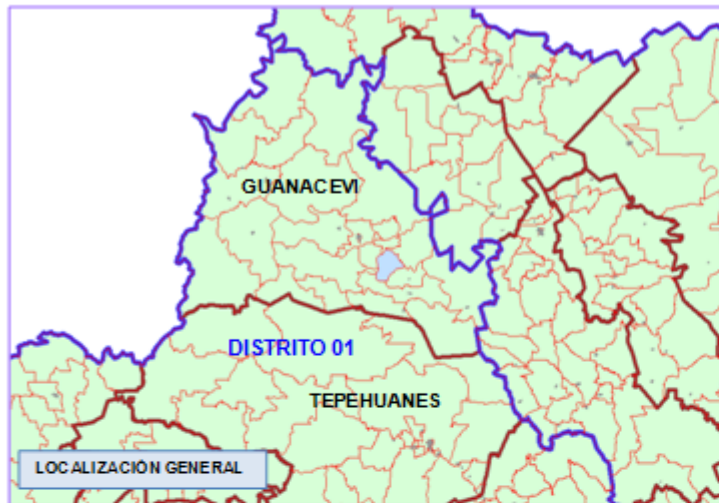 GUANACEVI
DISTRITO 01
TEPEHUANES
LOCALIZACIÓN GENERAL